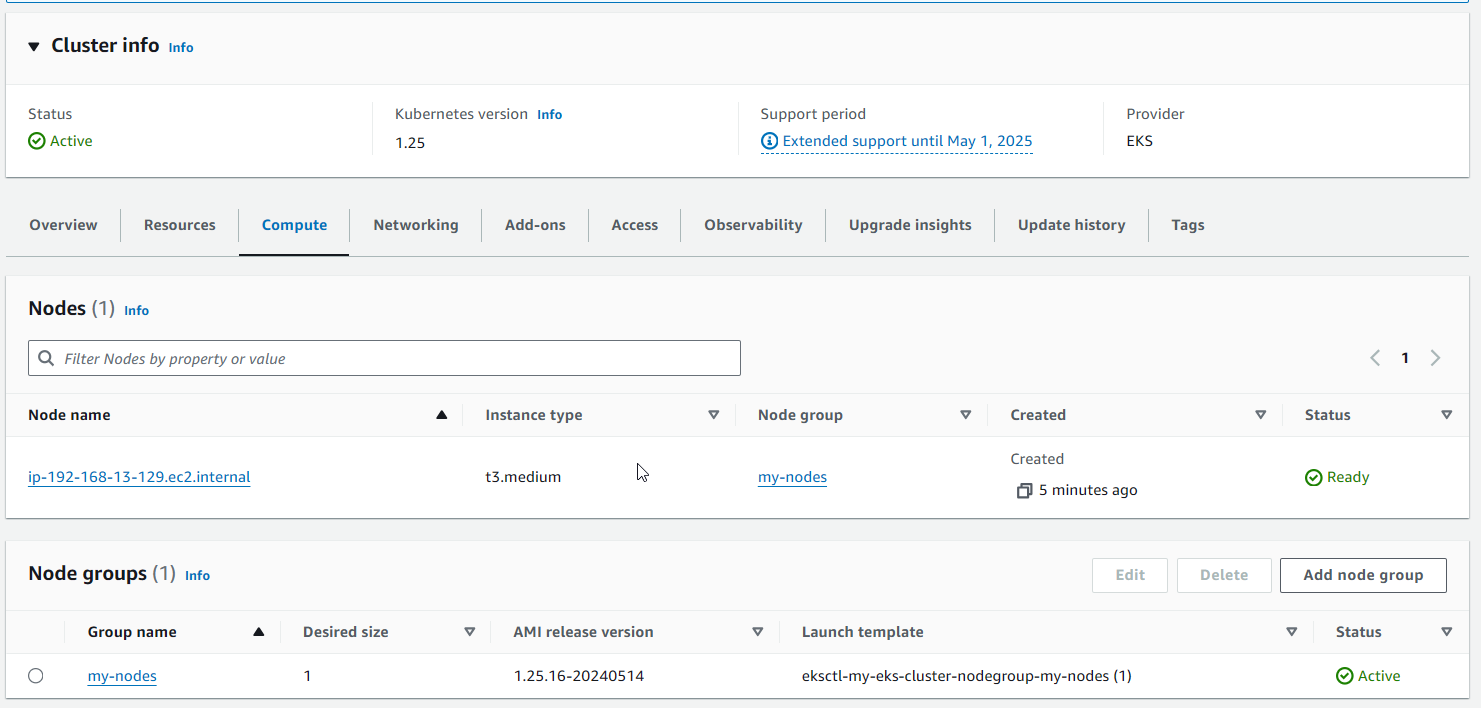 Cluster info Info
Status Kubernetes version Info Support period Provider
Active 1.25 Extended support until May 1, 2025 EKS
Overview Resources Compute Networking Add-ons Access Observability Upgrade insights Update history Tags
Nodes (1) Info
Filter Nodes by property or value 1
Node name Instance type Node group Created Status
Created
ip-192-168-13-129.ec2.internal t3.medium my-nodes 5 minutes ago Ready
Node groups (1) Info Edit Delete Add node group
Group name Desired size AMI release version Launch template Status
my-nodes 1 1.25.16-20240514 eksctl-my-eks-cluster-nodegroup-my-nodes (1) Active